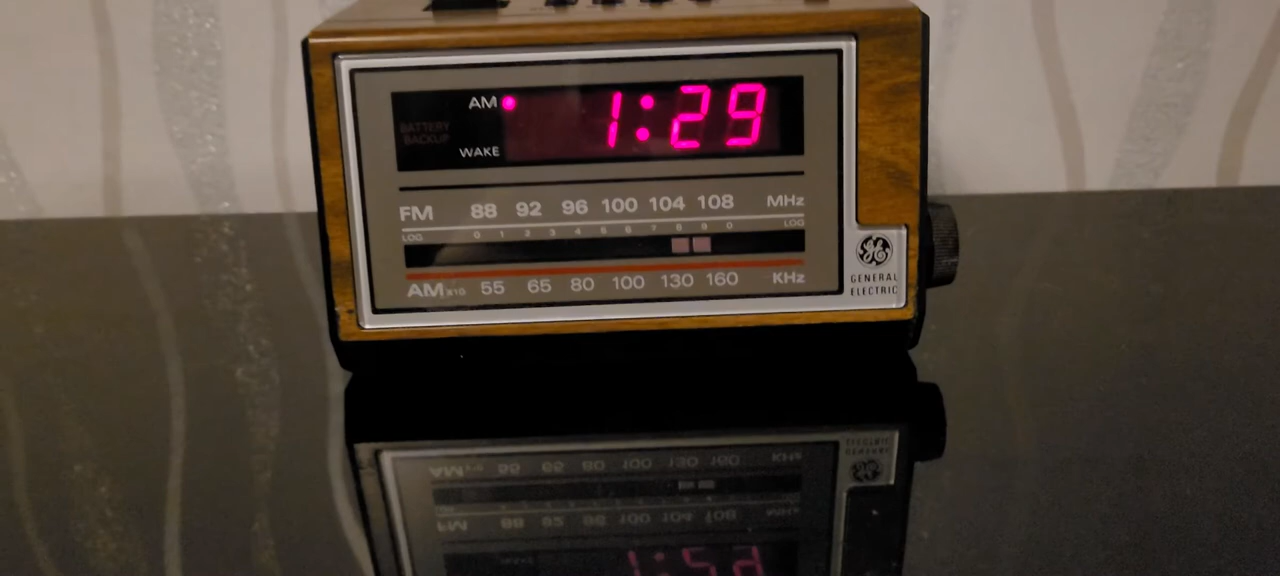 AM 1:29
BATTERY
BACKUP
WAKE
FM 88 92 96 100 104 108 MHz
LOG 0 1 2 3 4 5 6 7 8 9 0 LOG
AM X10 55 65 80 100 130 160 KHz
GE
GENERAL
ELECTRIC